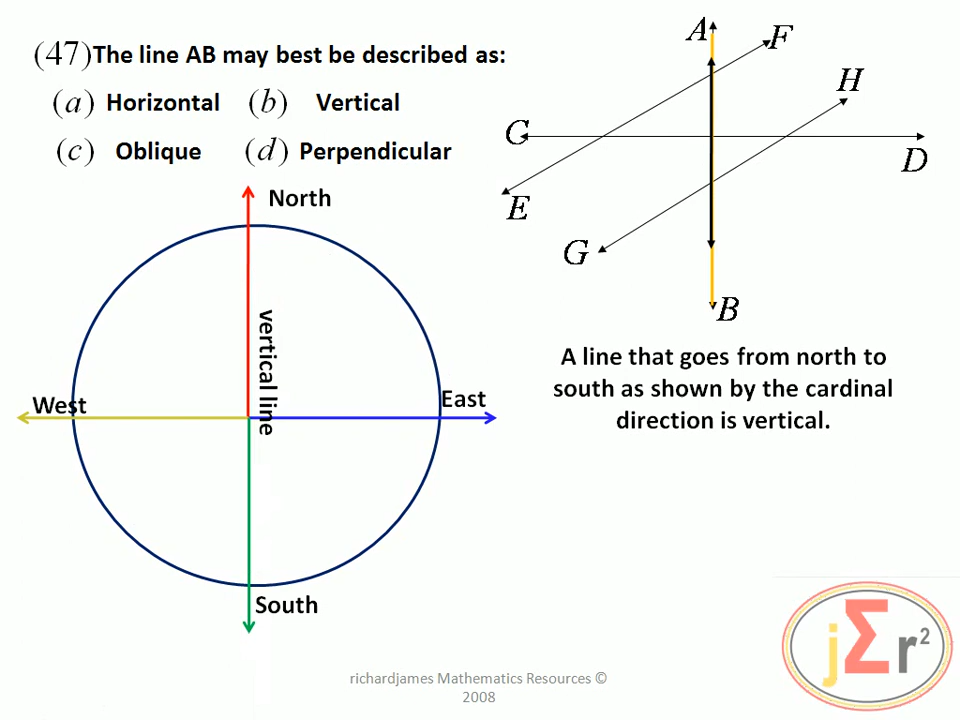 (47) The line AB may best be described as:
(a) Horizontal (b) Vertical
(c) Oblique (d) Perpendicular
A
F
H
C
D
E
G
B
North
vertical line
West
East
South
A line that goes from north to
south as shown by the cardinal
direction is vertical.
jΣr²
richardjames Mathematics Resources ©
2008